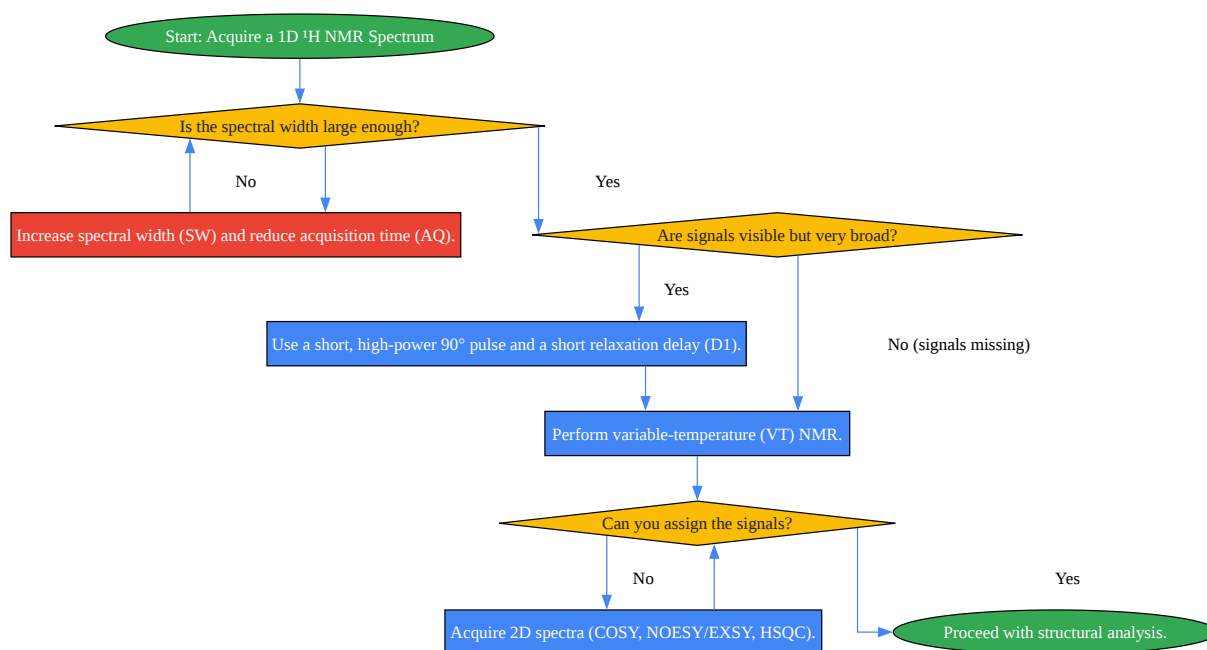 Start: Acquire a 1D ¹H NMR Spectrum
Is the spectral width large enough?
No
Yes
Increase spectral width (SW) and reduce acquisition time (AQ).
Are signals visible but very broad?
Yes
Use a short, high-power 90° pulse and a short relaxation delay (D1).
No (signals missing)
Perform variable-temperature (VT) NMR.
Can you assign the signals?
No
Yes
Acquire 2D spectra (COSY, NOESY/EXSY, HSQC).
Proceed with structural analysis.